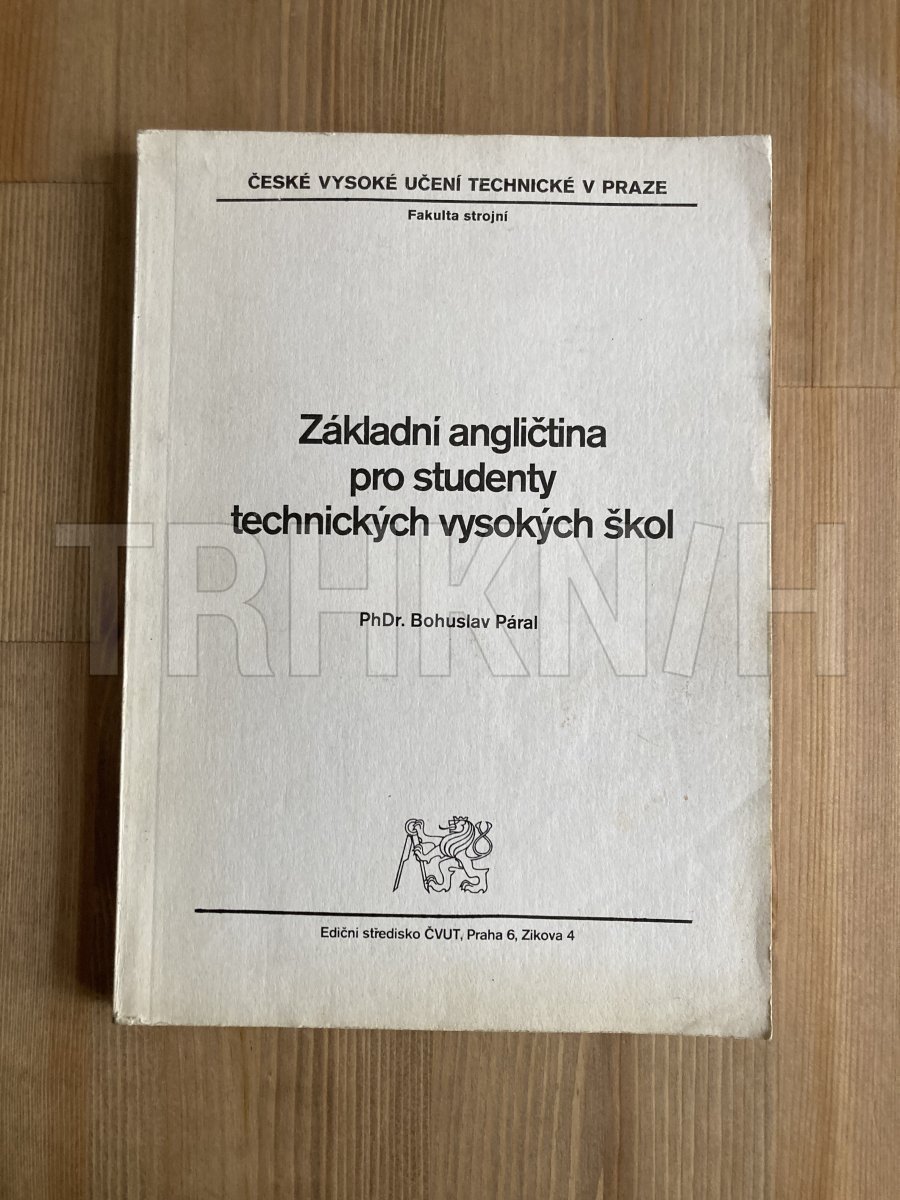 ČESKÉ VYSOKÉ UČENÍ TECHNICKÉ V PRAZE
Fakulta strojní
Základní angličtina
pro studenty
technických vysokých škol
TRHKNIH
PhDr. Bohuslav Páral
Ediční středisko ČVUT, Praha 6, Zikova 4